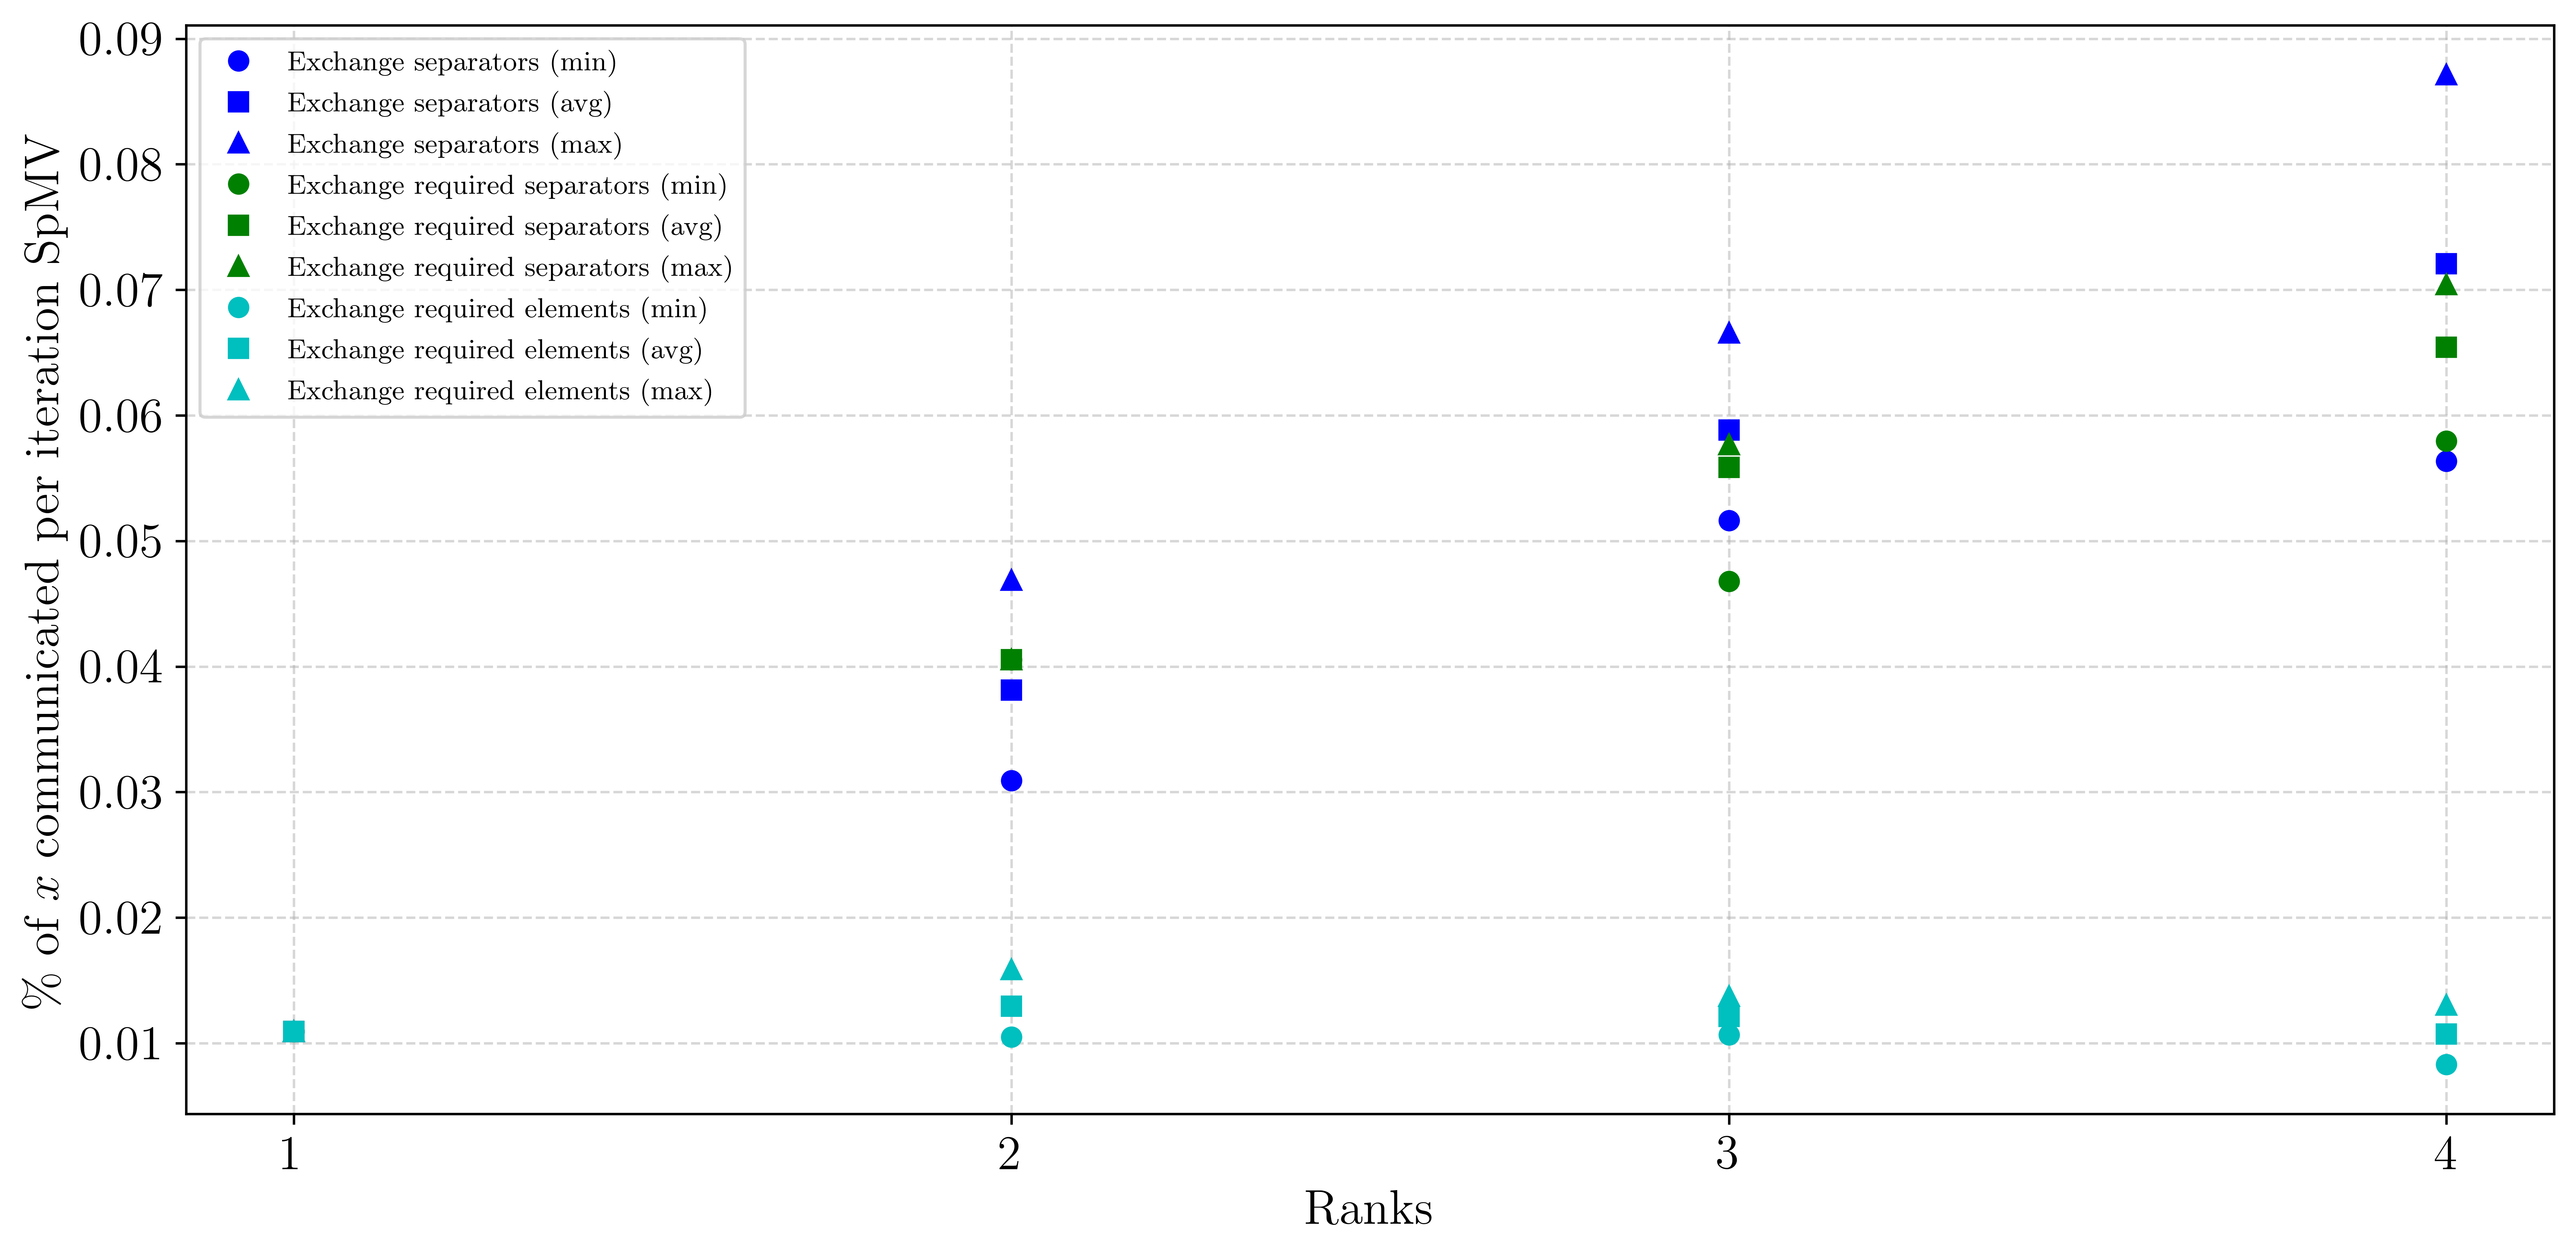 % of x communicated per iteration SpMV
0.09
0.08
0.07
0.06
0.05
0.04
0.03
0.02
0.01
Exchange separators (min)
Exchange separators (avg)
Exchange separators (max)
Exchange required separators (min)
Exchange required separators (avg)
Exchange required separators (max)
Exchange required elements (min)
Exchange required elements (avg)
Exchange required elements (max)
1 2 3 4
Ranks